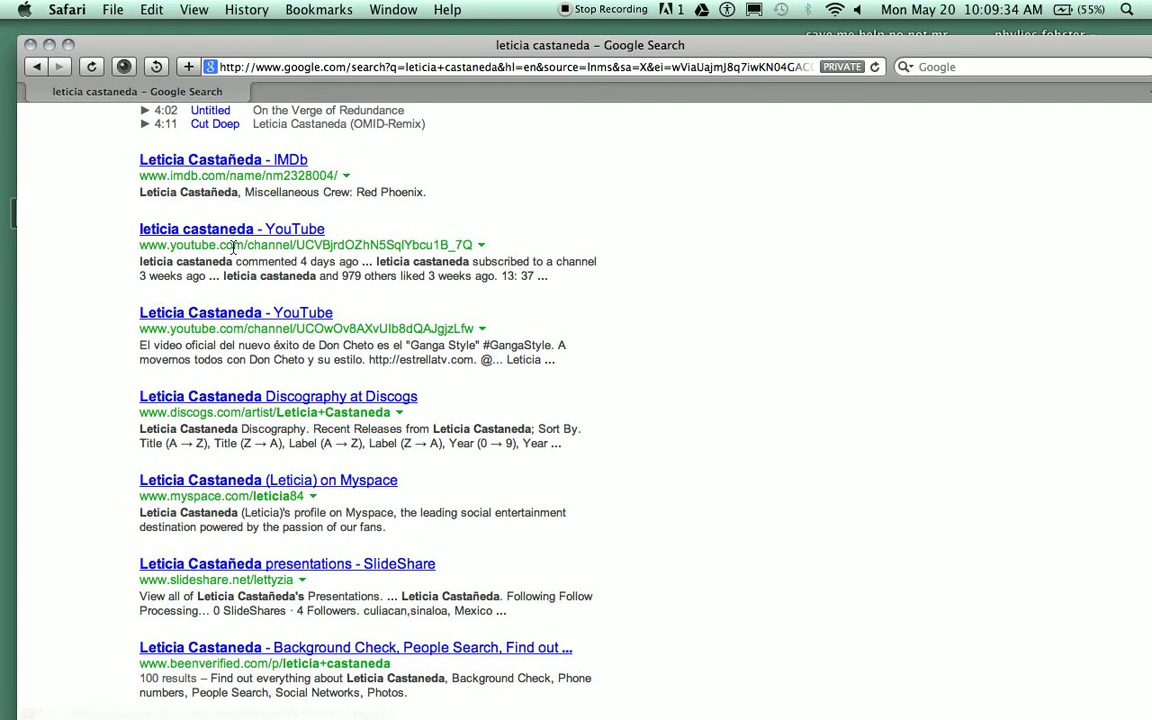 Safari File Edit View History Bookmarks Window Help Stop Recording 1 Mon May 20 10:09:34 AM (55%)
leticia castaneda – Google Search
http://www.google.com/search?q=leticia+castaneda&hl=en&source=lnms&sa=X&ei=wViaUajmJ8q7iwKN04GAC PRIVATE Google
leticia castaneda – Google Search
4:02 Untitled On the Verge of Redundance
4:11 Cut Doep Leticia Castaneda (OMID-Remix)
Leticia Castañeda - IMDb
www.imdb.com/name/nm2328004/
Leticia Castañeda, Miscellaneous Crew: Red Phoenix.
leticia castaneda - YouTube
www.youtube.com/channel/UCVBjrdOZhN5SqlYbcu1B_7Q
leticia castaneda commented 4 days ago ... leticia castaneda subscribed to a channel
3 weeks ago ... leticia castaneda and 979 others liked 3 weeks ago. 13: 37 ...
Leticia Castaneda - YouTube
www.youtube.com/channel/UCOwOv8AXvUIb8dQAJgjzLfw
El video oficial del nuevo éxito de Don Cheto es el "Ganga Style" #GangaStyle. A
movernos todos con Don Cheto y su estilo. http://estrellatv.com. @... Leticia ...
Leticia Castaneda Discography at Discogs
www.discogs.com/artist/Leticia+Castaneda
Leticia Castaneda Discography. Recent Releases from Leticia Castaneda; Sort By.
Title (A → Z), Title (Z → A), Label (A → Z), Label (Z → A), Year (0 → 9), Year ...
Leticia Castaneda (Leticia) on Myspace
www.myspace.com/leticia84
Leticia Castaneda (Leticia)'s profile on Myspace, the leading social entertainment
destination powered by the passion of our fans.
Leticia Castañeda presentations - SlideShare
www.slideshare.net/lettyzia
View all of Leticia Castañeda's Presentations. ... Leticia Castañeda. Following Follow
Processing... 0 SlideShares · 4 Followers. culiacan,sinaloa, Mexico ...
Leticia Castaneda - Background Check, People Search, Find out ...
www.beenverified.com/p/leticia+castaneda
100 results – Find out everything about Leticia Castaneda, Background Check, Phone
numbers, People Search, Social Networks, Photos.